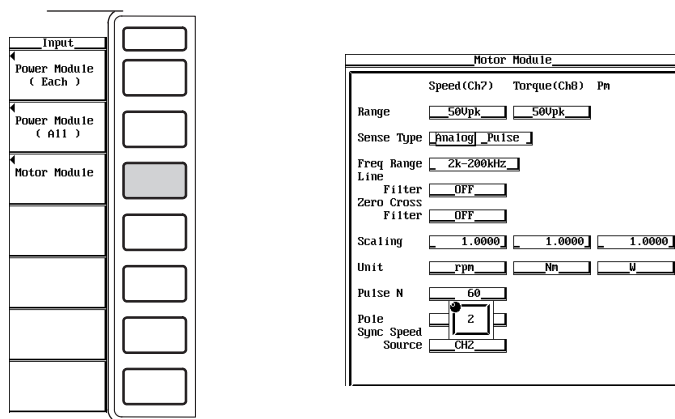 Input
Power Module
( Each )
Power Module
( All )
Motor Module
Motor Module
Speed(Ch7) Torque(Ch8) Pm
Range 50Vpk 50Vpk
Sense Type Analog Pulse
Freq Range 2k-200kHz
Line
Filter OFF
Zero Cross
Filter OFF
Scaling 1.0000 1.0000 1.0000
Unit rpm Nm W
Pulse N 60
Pole 2
Sync Speed
Source CH2